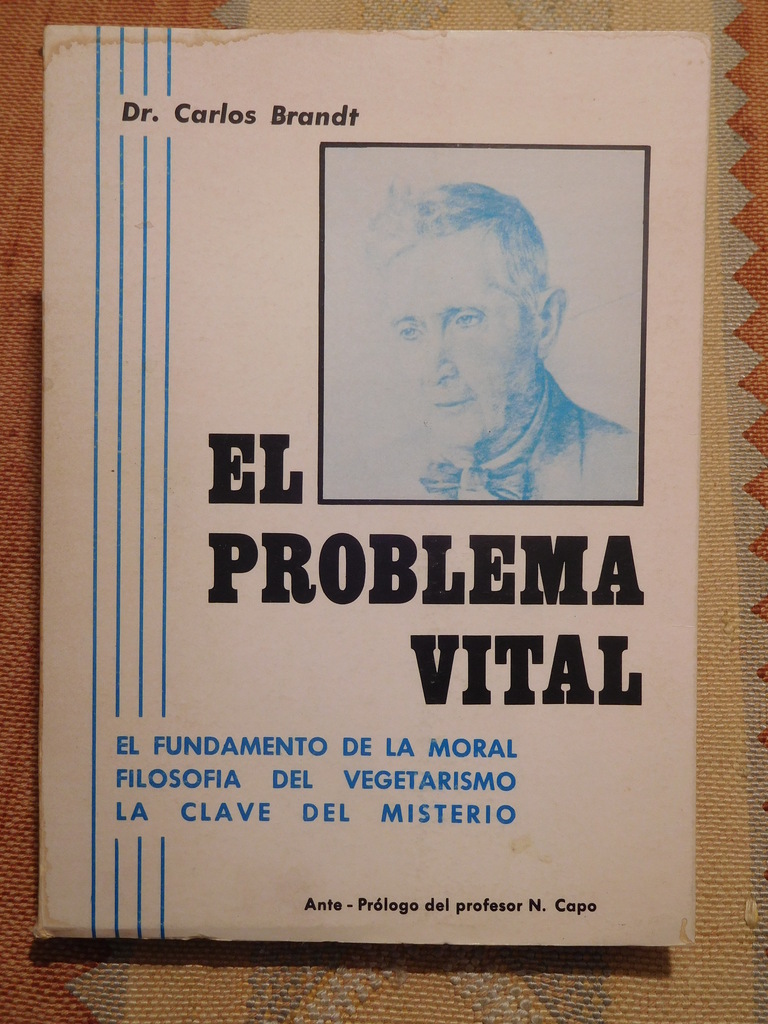 Dr. Carlos Brandt
EL
PROBLEMA
VITAL
EL FUNDAMENTO DE LA MORAL
FILOSOFIA DEL VEGETARISMO
LA CLAVE DEL MISTERIO
Ante - Prólogo del profesor N. Capo